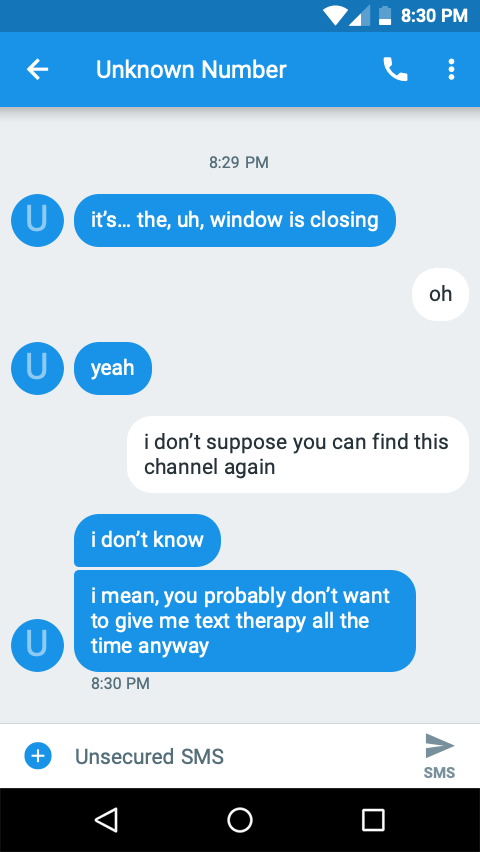 8:30 PM
Unknown Number
8:29 PM
U
it’s… the, uh, window is closing
oh
U
yeah
i don’t suppose you can find this
channel again
i don’t know
i mean, you probably don’t want
to give me text therapy all the
time anyway
U
8:30 PM
Unsecured SMS
SMS